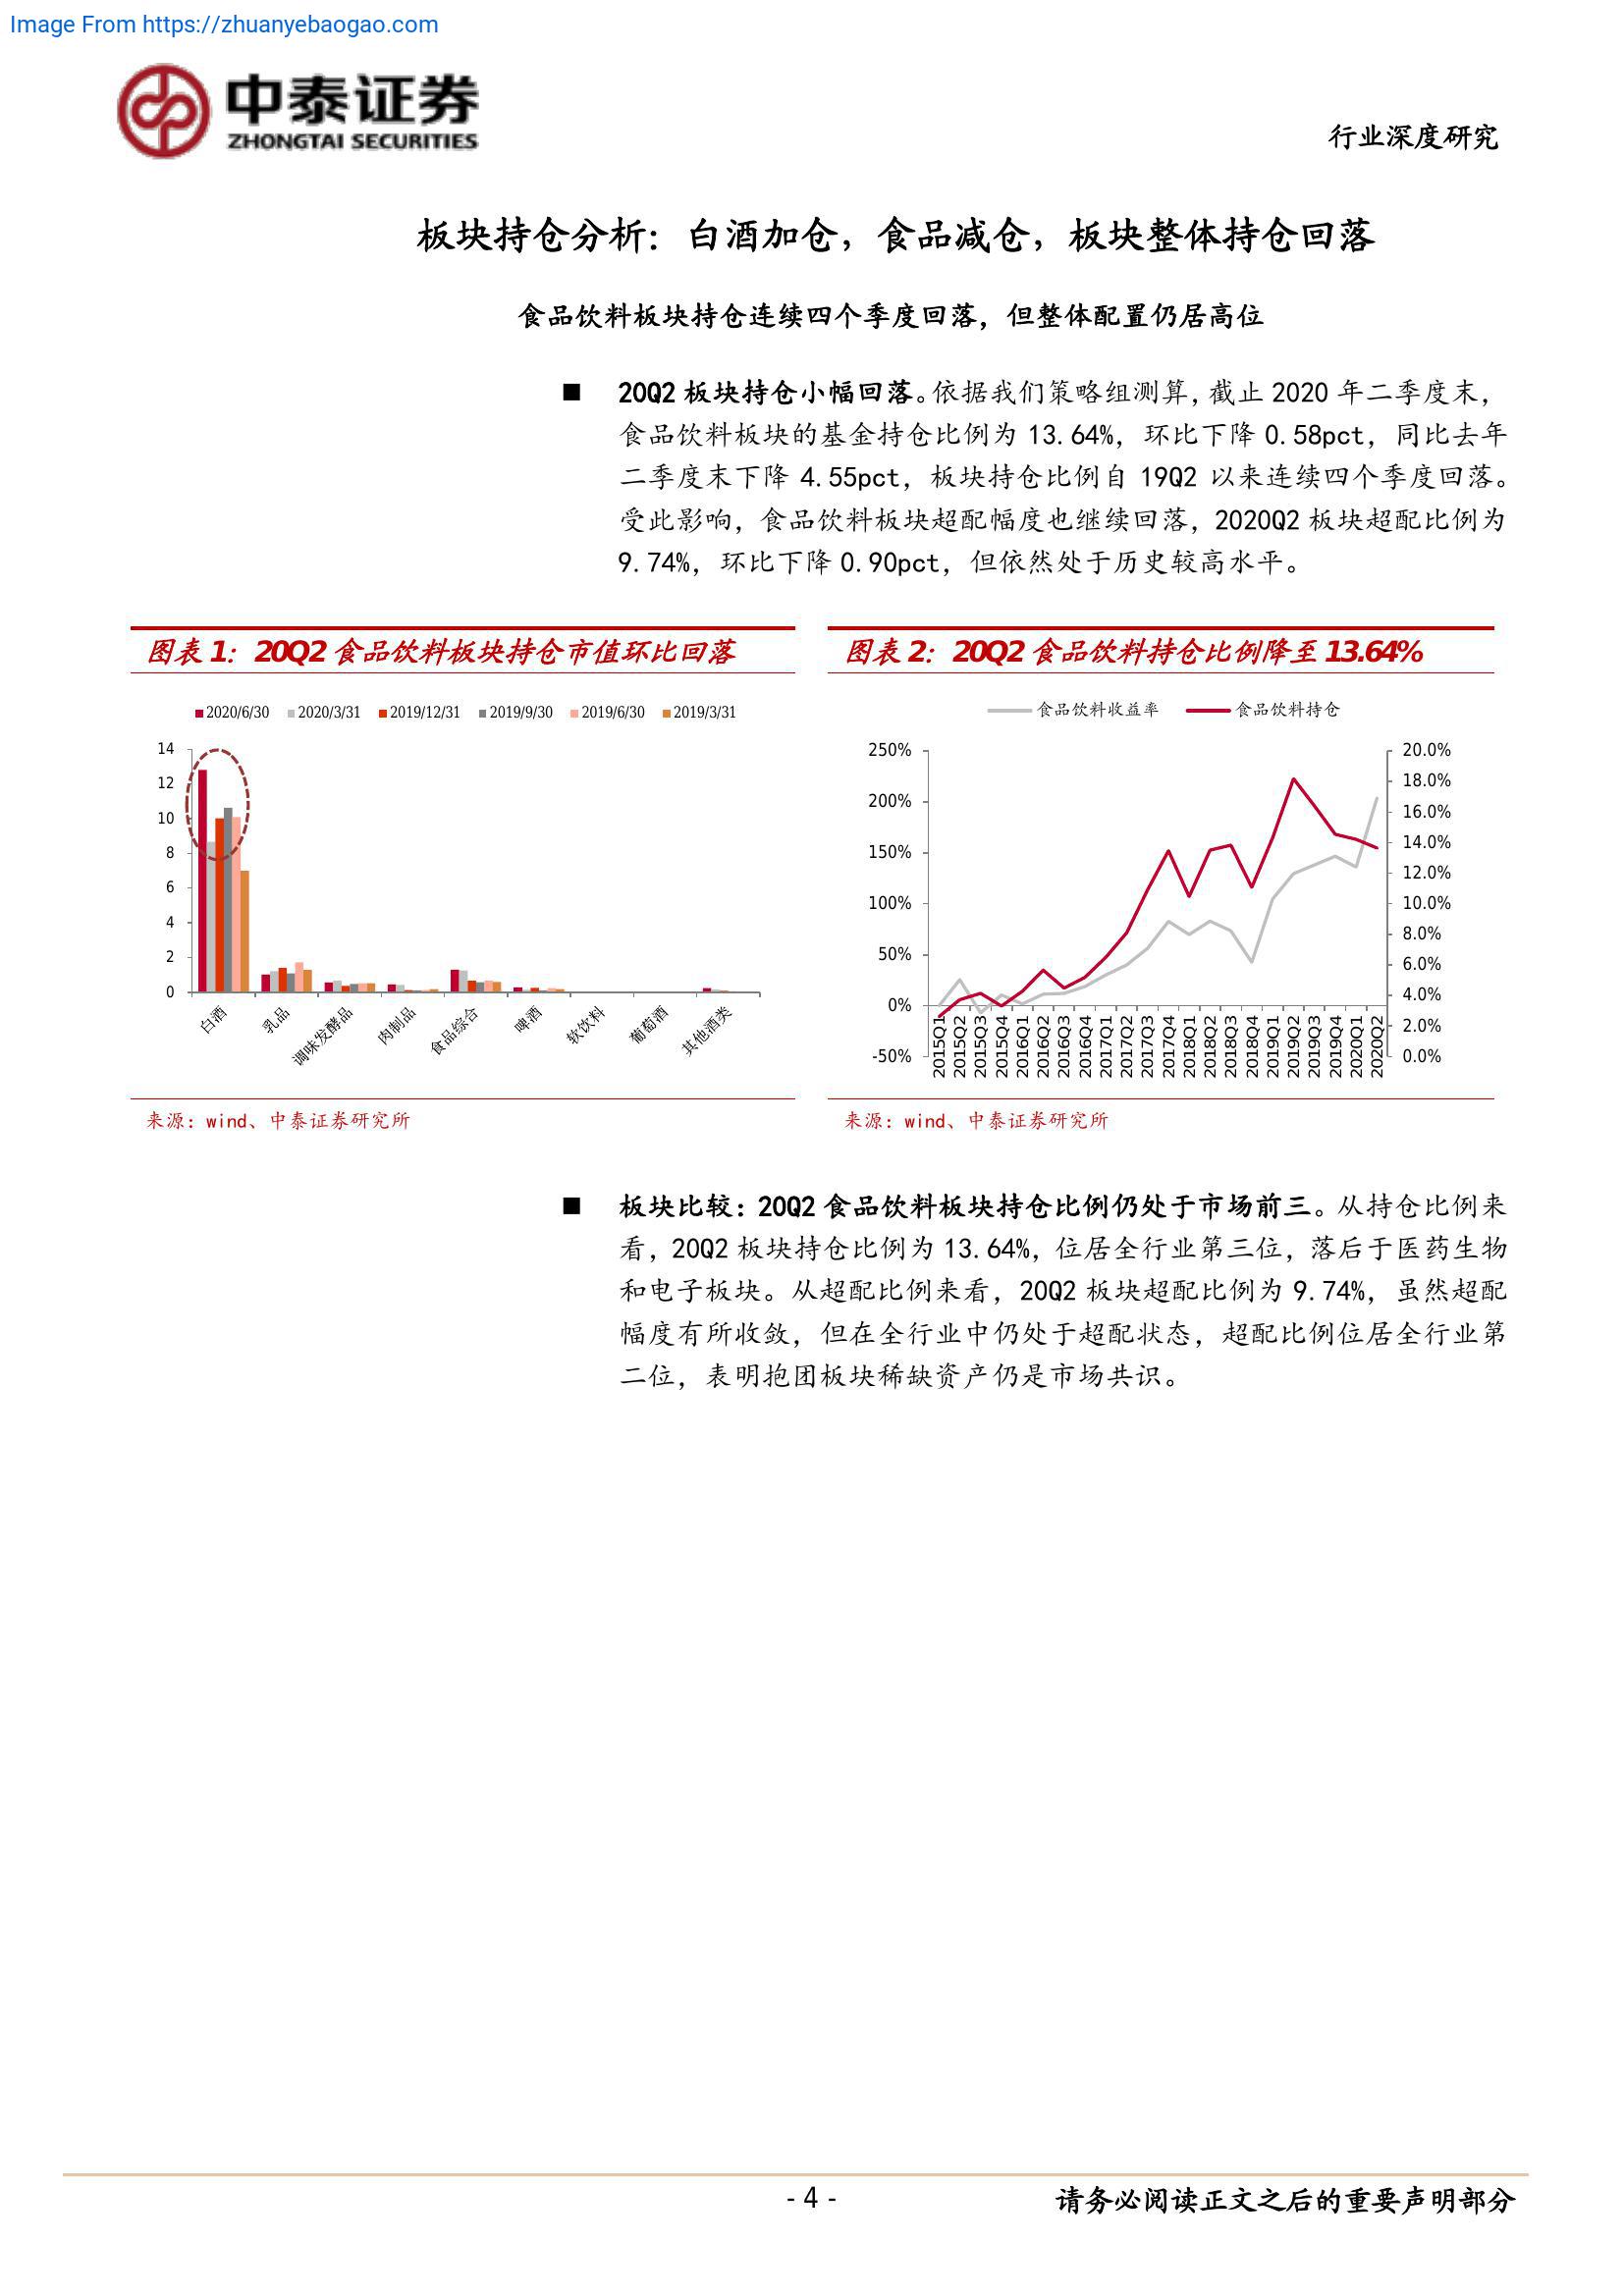 Image From https://zhuanyebaogao.com
中泰证券
ZHONGTAI SECURITIES
行业深度研究
板块持仓分析：白酒加仓，食品减仓，板块整体持仓回落
食品饮料板块持仓连续四个季度回落，但整体配置仍居高位
■ 20Q2 板块持仓小幅回落。依据我们策略组测算，截止 2020 年二季度末，
食品饮料板块的基金持仓比例为 13.64%，环比下降 0.58pct，同比去年
二季度末下降 4.55pct，板块持仓比例自 19Q2 以来连续四个季度回落。
受此影响，食品饮料板块超配幅度也继续回落，2020Q2 板块超配比例为
9.74%，环比下降 0.90pct，但依然处于历史较高水平。
图表 1：20Q2 食品饮料板块持仓市值环比回落
2020/6/30 2020/3/31 2019/12/31 2019/9/30 2019/6/30 2019/3/31
14
12
10
8
6
4
2
0
白酒 乳品 调味发酵品 肉制品 食品综合 啤酒 软饮料 葡萄酒 其他酒类
来源：wind、中泰证券研究所
图表 2：20Q2 食品饮料持仓比例降至 13.64%
食品饮料收益率 食品饮料持仓
250% 20.0%
18.0%
200% 16.0%
150% 14.0%
12.0%
100% 10.0%
8.0%
50% 6.0%
0% 4.0%
2.0%
-50% 0.0%
2015Q1 2015Q2 2015Q3 2015Q4 2016Q1 2016Q2 2016Q3 2016Q4 2017Q1 2017Q2 2017Q3 2017Q4 2018Q1 2018Q2 2018Q3 2018Q4 2019Q1 2019Q2 2019Q3 2019Q4 2020Q1 2020Q2
来源：wind、中泰证券研究所
■ 板块比较：20Q2 食品饮料板块持仓比例仍处于市场前三。从持仓比例来
看，20Q2 板块持仓比例为 13.64%，位居全行业第三位，落后于医药生物
和电子板块。从超配比例来看，20Q2 板块超配比例为 9.74%，虽然超配
幅度有所收敛，但在全行业中仍处于超配状态，超配比例位居全行业第
二位，表明抱团板块稀缺资产仍是市场共识。
- 4 -
请务必阅读正文之后的重要声明部分